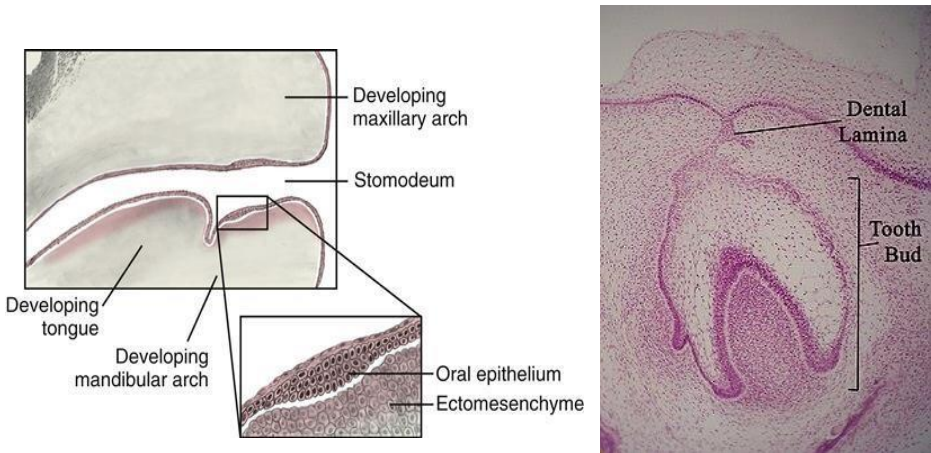 Developing
maxillary arch
Stomodeum
Developing
tongue
Developing
mandibular arch
Oral epithelium
Ectomesenchyme
Dental
Lamina
Tooth
Bud